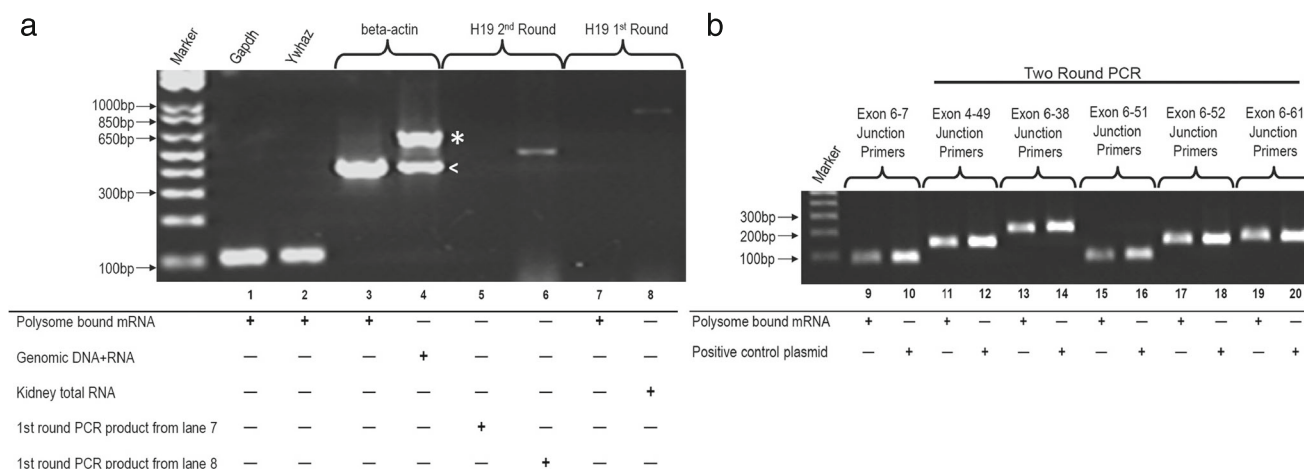 a
Marker
Gapdh
Ywhaz
beta-actin
H19 2nd Round
H19 1st Round
1000bp
850bp
650bp
300bp
100bp
*
<
1 2 3 4 5 6 7 8
Polysome bound mRNA + + + — — — + —
Genomic DNA+RNA — — — + — — — —
Kidney total RNA — — — — — — — +
1st round PCR product from lane 7 — — — — + — — —
1st round PCR product from lane 8 — — — — — + — —
b
Two Round PCR
Marker
Exon 6-7
Junction
Primers
Exon 4-49
Junction
Primers
Exon 6-38
Junction
Primers
Exon 6-51
Junction
Primers
Exon 6-52
Junction
Primers
Exon 6-61
Junction
Primers
300bp
200bp
100bp
9 10 11 12 13 14 15 16 17 18 19 20
Polysome bound mRNA + — + — + — + — + — + —
Positive control plasmid — + — + — + — + — + — +